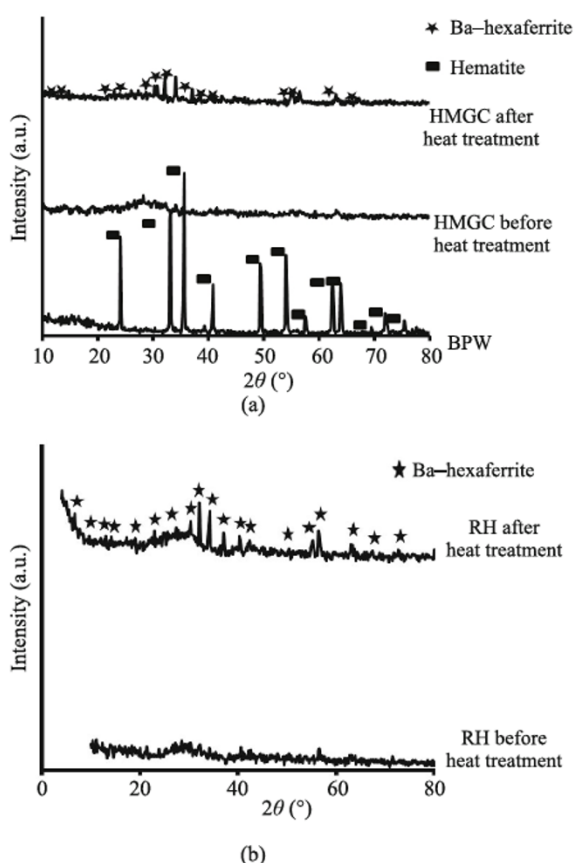 Ba–hexaferrite
Hematite
HMGC after
heat treatment
HMGC before
heat treatment
BPW
Intensity (a.u.)
10 20 30 40 50 60 70 80
2θ (°)
(a)
Ba–hexaferrite
RH after
heat treatment
RH before
heat treatment
Intensity (a.u.)
0 20 40 60 80
2θ (°)
(b)